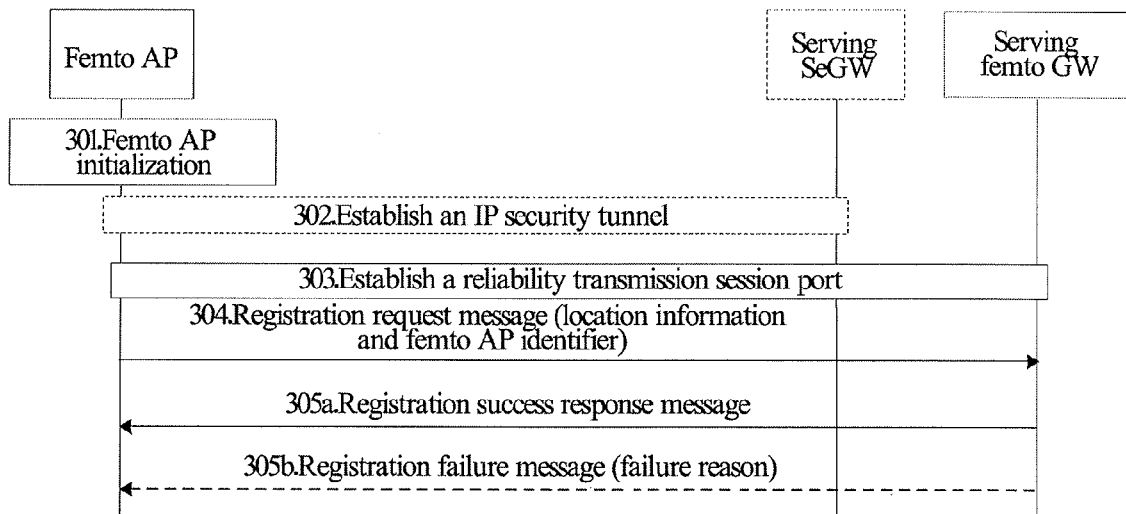 Femto AP
Serving
SeGW
Serving
femto GW
301.Femto AP
initialization
302.Establish an IP security tunnel
303.Establish a reliability transmission session port
304.Registration request message (location information
and femto AP identifier)
305a.Registration success response message
305b.Registration failure message (failure reason)